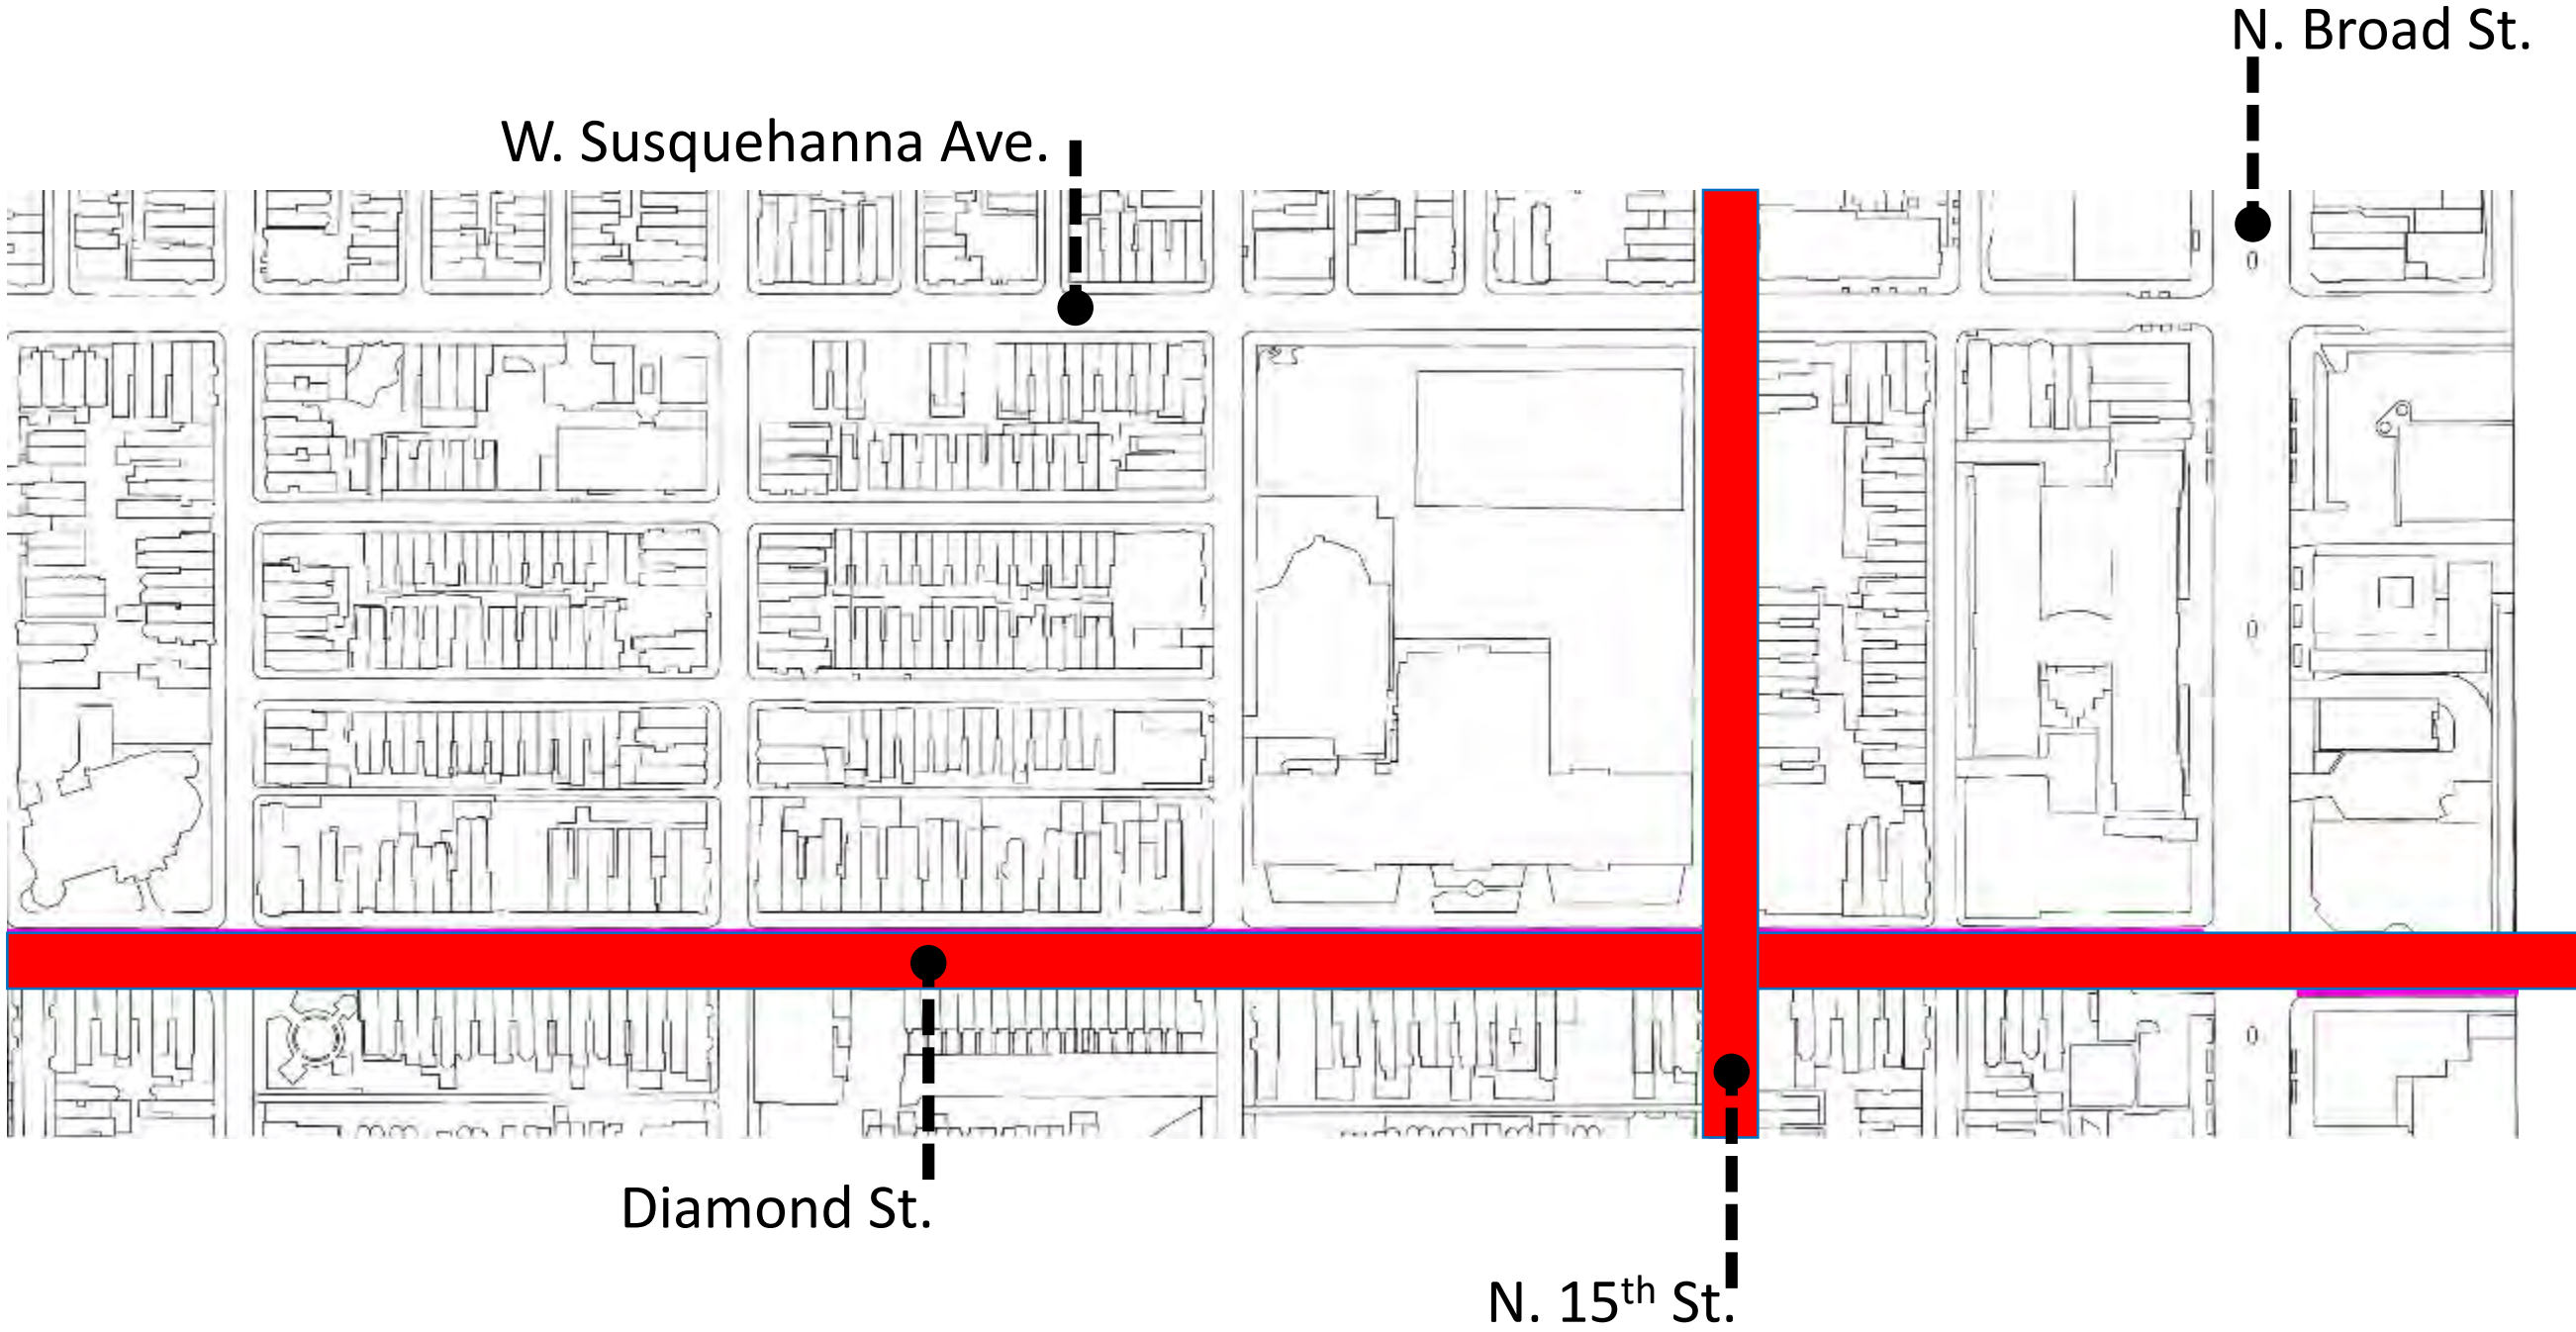 N. Broad St.
W. Susquehanna Ave.
Diamond St.
N. 15th St.